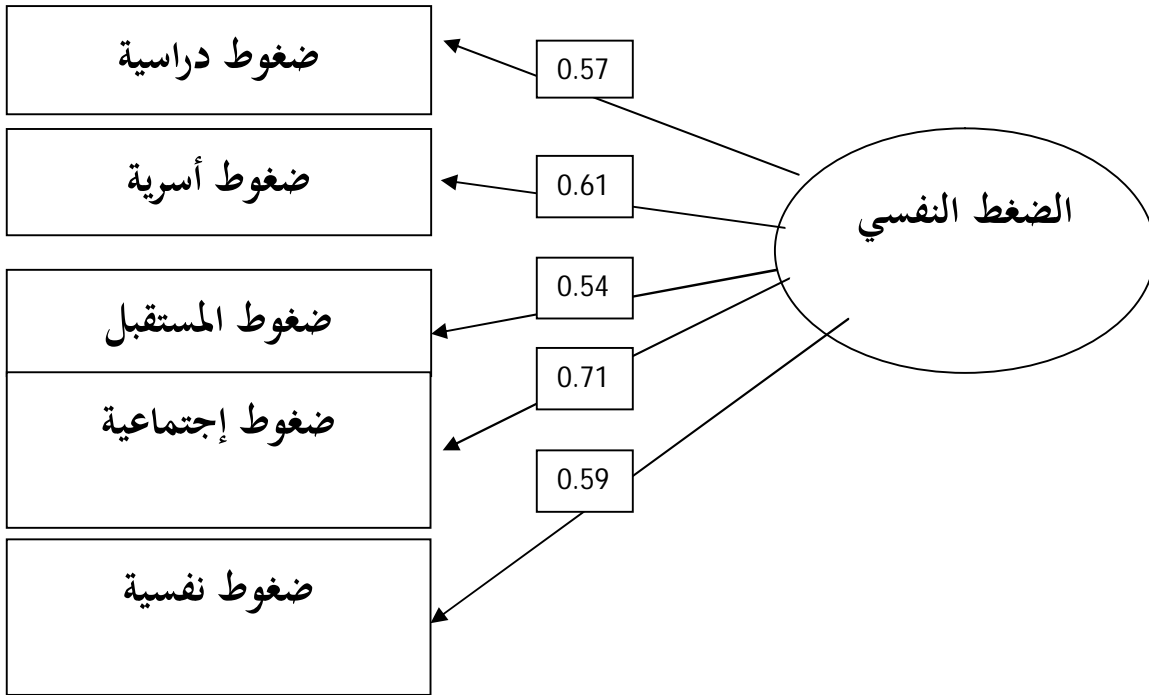 ضغوط دراسية
0.57
ضغوط أسرية
0.61
الضغط النفسي
ضغوط المستقبل
0.54
ضغوط إجتماعية
0.71
ضغوط نفسية
0.59